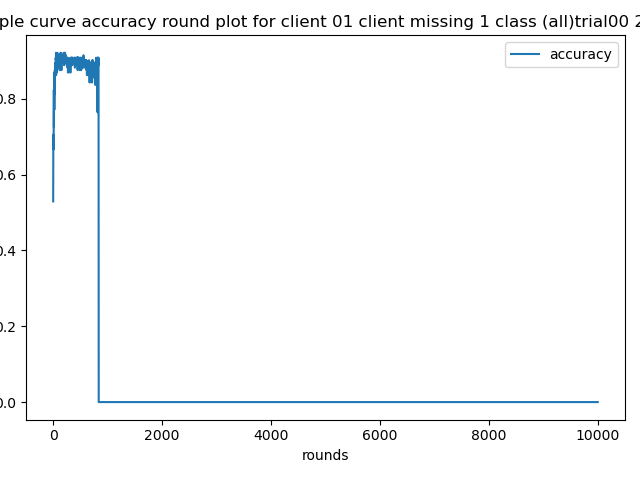 ple curve accuracy round plot for client 01 client missing 1 class (all)trial00 2
accuracy
0.8
0.6
0.4
0.2
0.0
0 2000 4000 6000 8000 10000
rounds